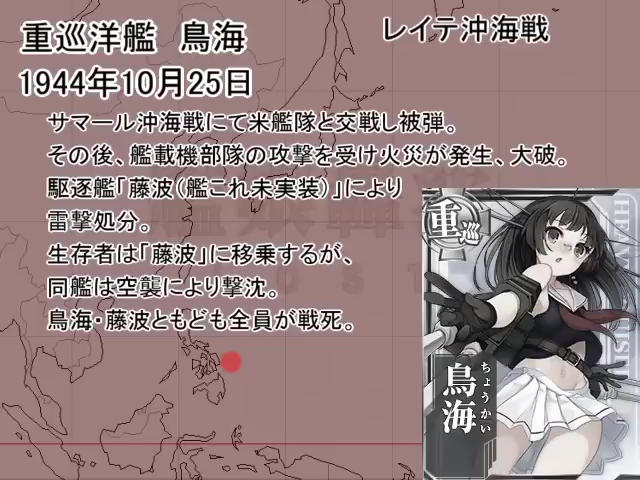 重巡洋艦 鳥海
レイテ沖海戦
1944年10月25日
サマール沖海戦にて米艦隊と交戦し被弾。
その後、艦載機部隊の攻撃を受け火災が発生、大破。
駆逐艦「藤波（艦これ未実装）」により
雷撃処分。
生存者は「藤波」に移乗するが、
同艦は空襲により撃沈。
鳥海・藤波ともども全員が戦死。
重巡
鳥海
ちょうかい